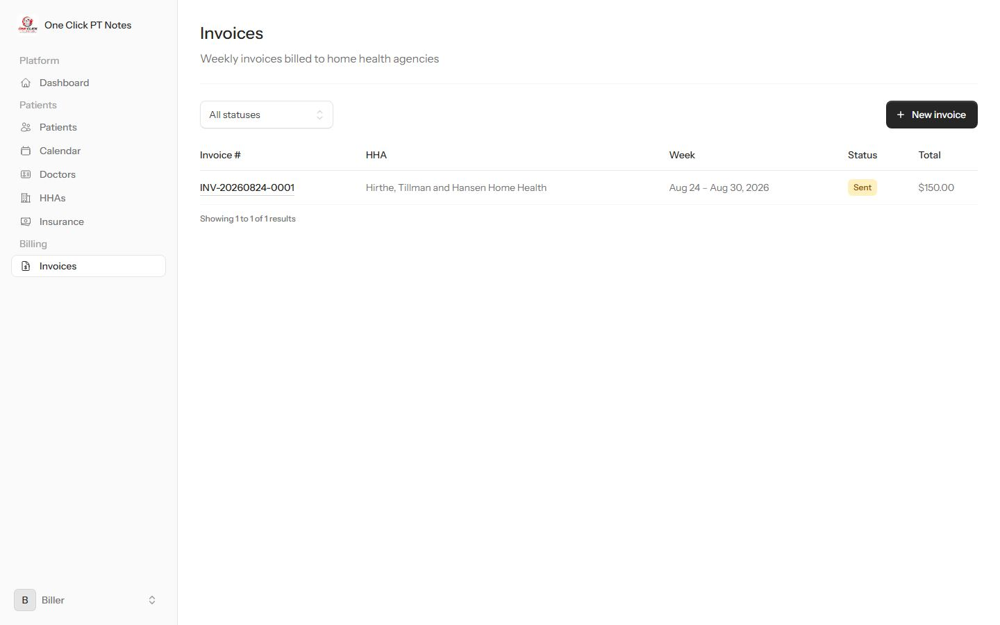 ONE CLICK
One Click PT Notes
Platform
Dashboard
Patients
Patients
Calendar
Doctors
HHAs
Insurance
Billing
Invoices
B Biller
Invoices
Weekly invoices billed to home health agencies
All statuses
+ New invoice
Invoice # HHA Week Status Total
INV-20260824-0001 Hirthe, Tillman and Hansen Home Health Aug 24 – Aug 30, 2026 Sent $150.00
Showing 1 to 1 of 1 results